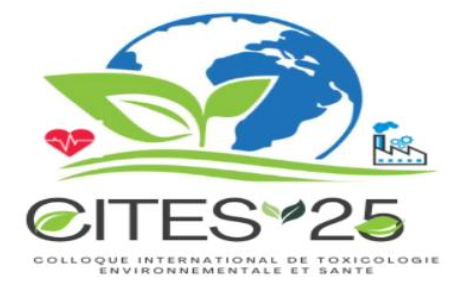 CITES 25
COLLOQUE INTERNATIONAL DE TOXICOLOGIE
ENVIRONNEMENTALE ET SANTE